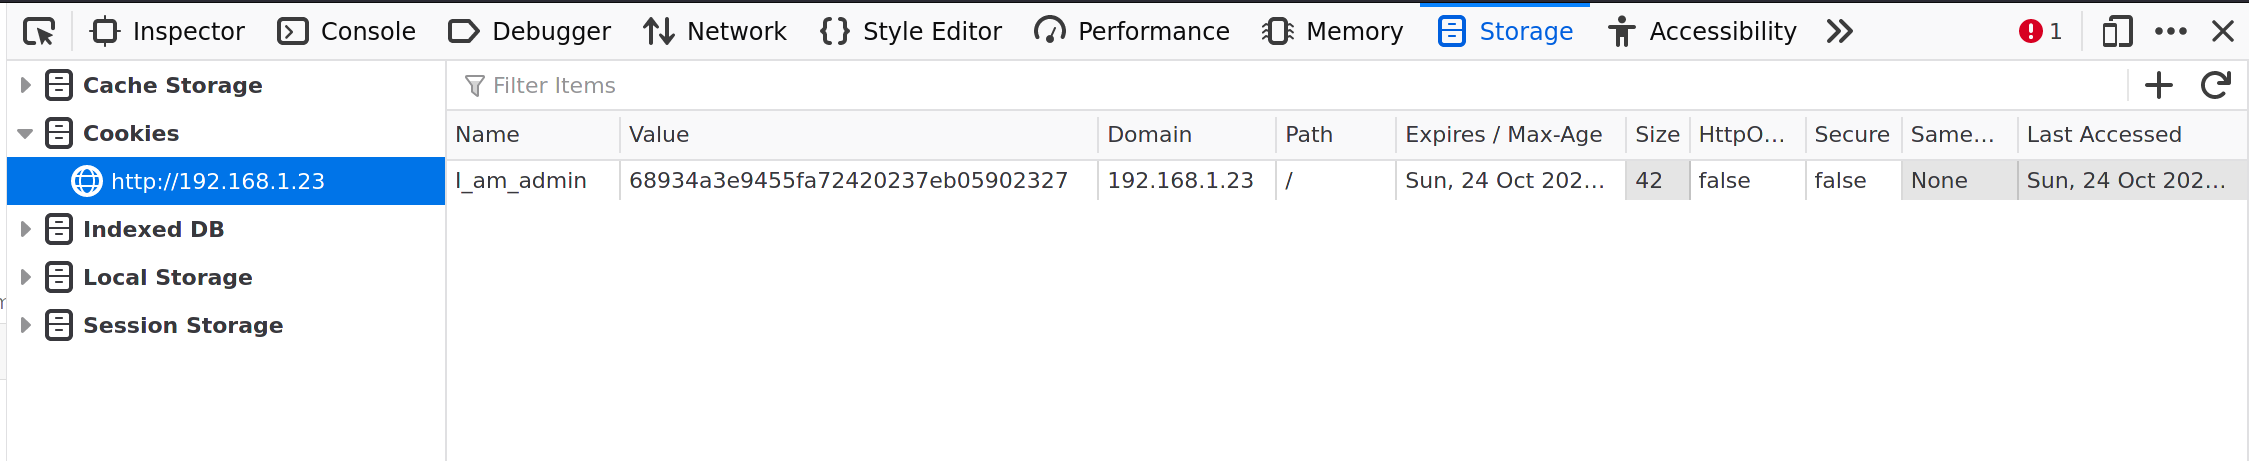 Inspector Console Debugger Network Style Editor Performance Memory Storage Accessibility 1
Cache Storage
Cookies
http://192.168.1.23
Indexed DB
Local Storage
Session Storage
Filter Items
Name Value Domain Path Expires / Max-Age Size HttpO... Secure Same... Last Accessed
I_am_admin 68934a3e9455fa72420237eb05902327 192.168.1.23 / Sun, 24 Oct 202... 42 false false None Sun, 24 Oct 202...